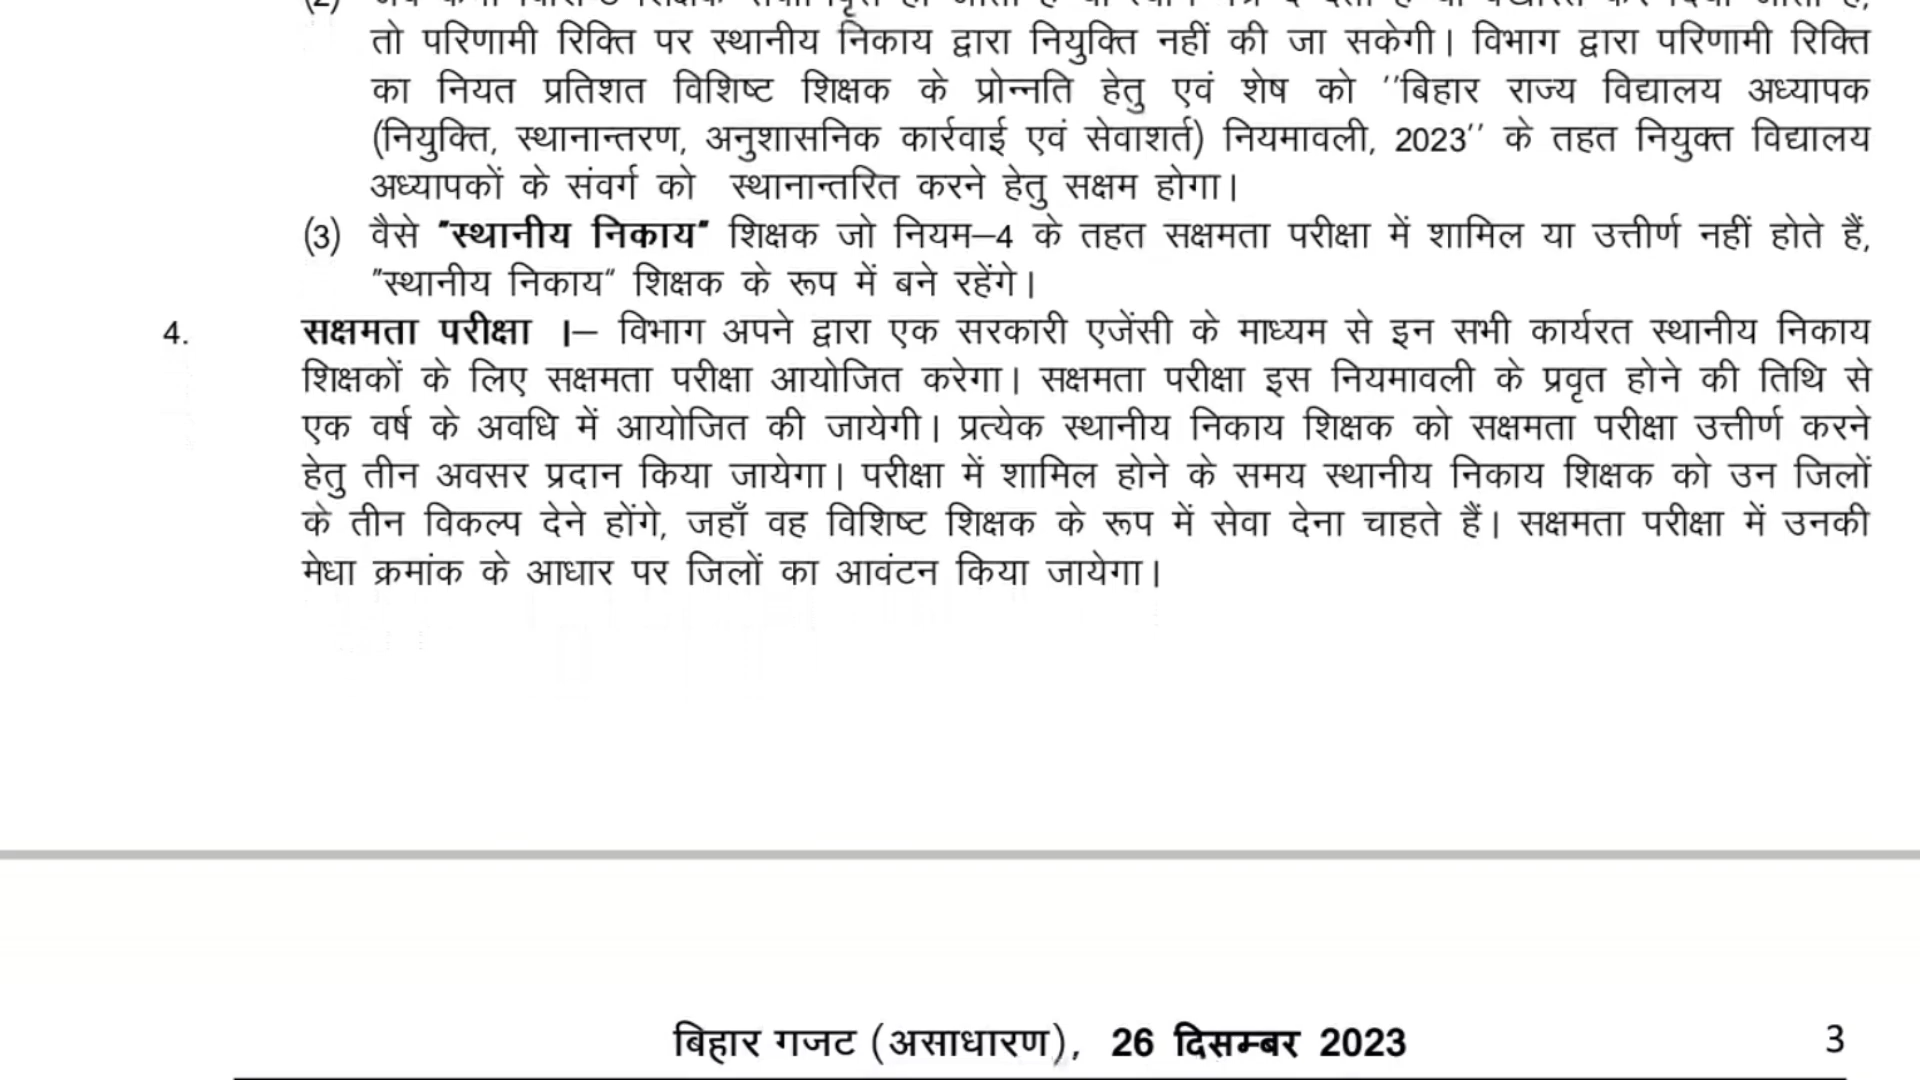 तो परिणामी रिक्ति पर स्थानीय निकाय द्वारा नियुक्ति नहीं की जा सकेगी। विभाग द्वारा परिणामी रिक्ति
का नियत प्रतिशत विशिष्ट शिक्षक के प्रोन्नति हेतु एवं शेष को ''बिहार राज्य विद्यालय अध्यापक
(नियुक्ति, स्थानान्तरण, अनुशासनिक कार्रवाई एवं सेवाशर्त) नियमावली, 2023'' के तहत नियुक्त विद्यालय
अध्यापकों के संवर्ग को स्थानान्तरित करने हेतु सक्षम होगा।
(3) वैसे "स्थानीय निकाय" शिक्षक जो नियम–4 के तहत सक्षमता परीक्षा में शामिल या उत्तीर्ण नहीं होते हैं,
"स्थानीय निकाय" शिक्षक के रूप में बने रहेंगे।
4. सक्षमता परीक्षा ।– विभाग अपने द्वारा एक सरकारी एजेंसी के माध्यम से इन सभी कार्यरत स्थानीय निकाय
शिक्षकों के लिए सक्षमता परीक्षा आयोजित करेगा। सक्षमता परीक्षा इस नियमावली के प्रवृत होने की तिथि से
एक वर्ष के अवधि में आयोजित की जायेगी। प्रत्येक स्थानीय निकाय शिक्षक को सक्षमता परीक्षा उत्तीर्ण करने
हेतु तीन अवसर प्रदान किया जायेगा। परीक्षा में शामिल होने के समय स्थानीय निकाय शिक्षक को उन जिलों
के तीन विकल्प देने होंगे, जहाँ वह विशिष्ट शिक्षक के रूप में सेवा देना चाहते हैं। सक्षमता परीक्षा में उनकी
मेधा क्रमांक के आधार पर जिलों का आवंटन किया जायेगा।
बिहार गजट (असाधारण), 26 दिसम्बर 2023 3